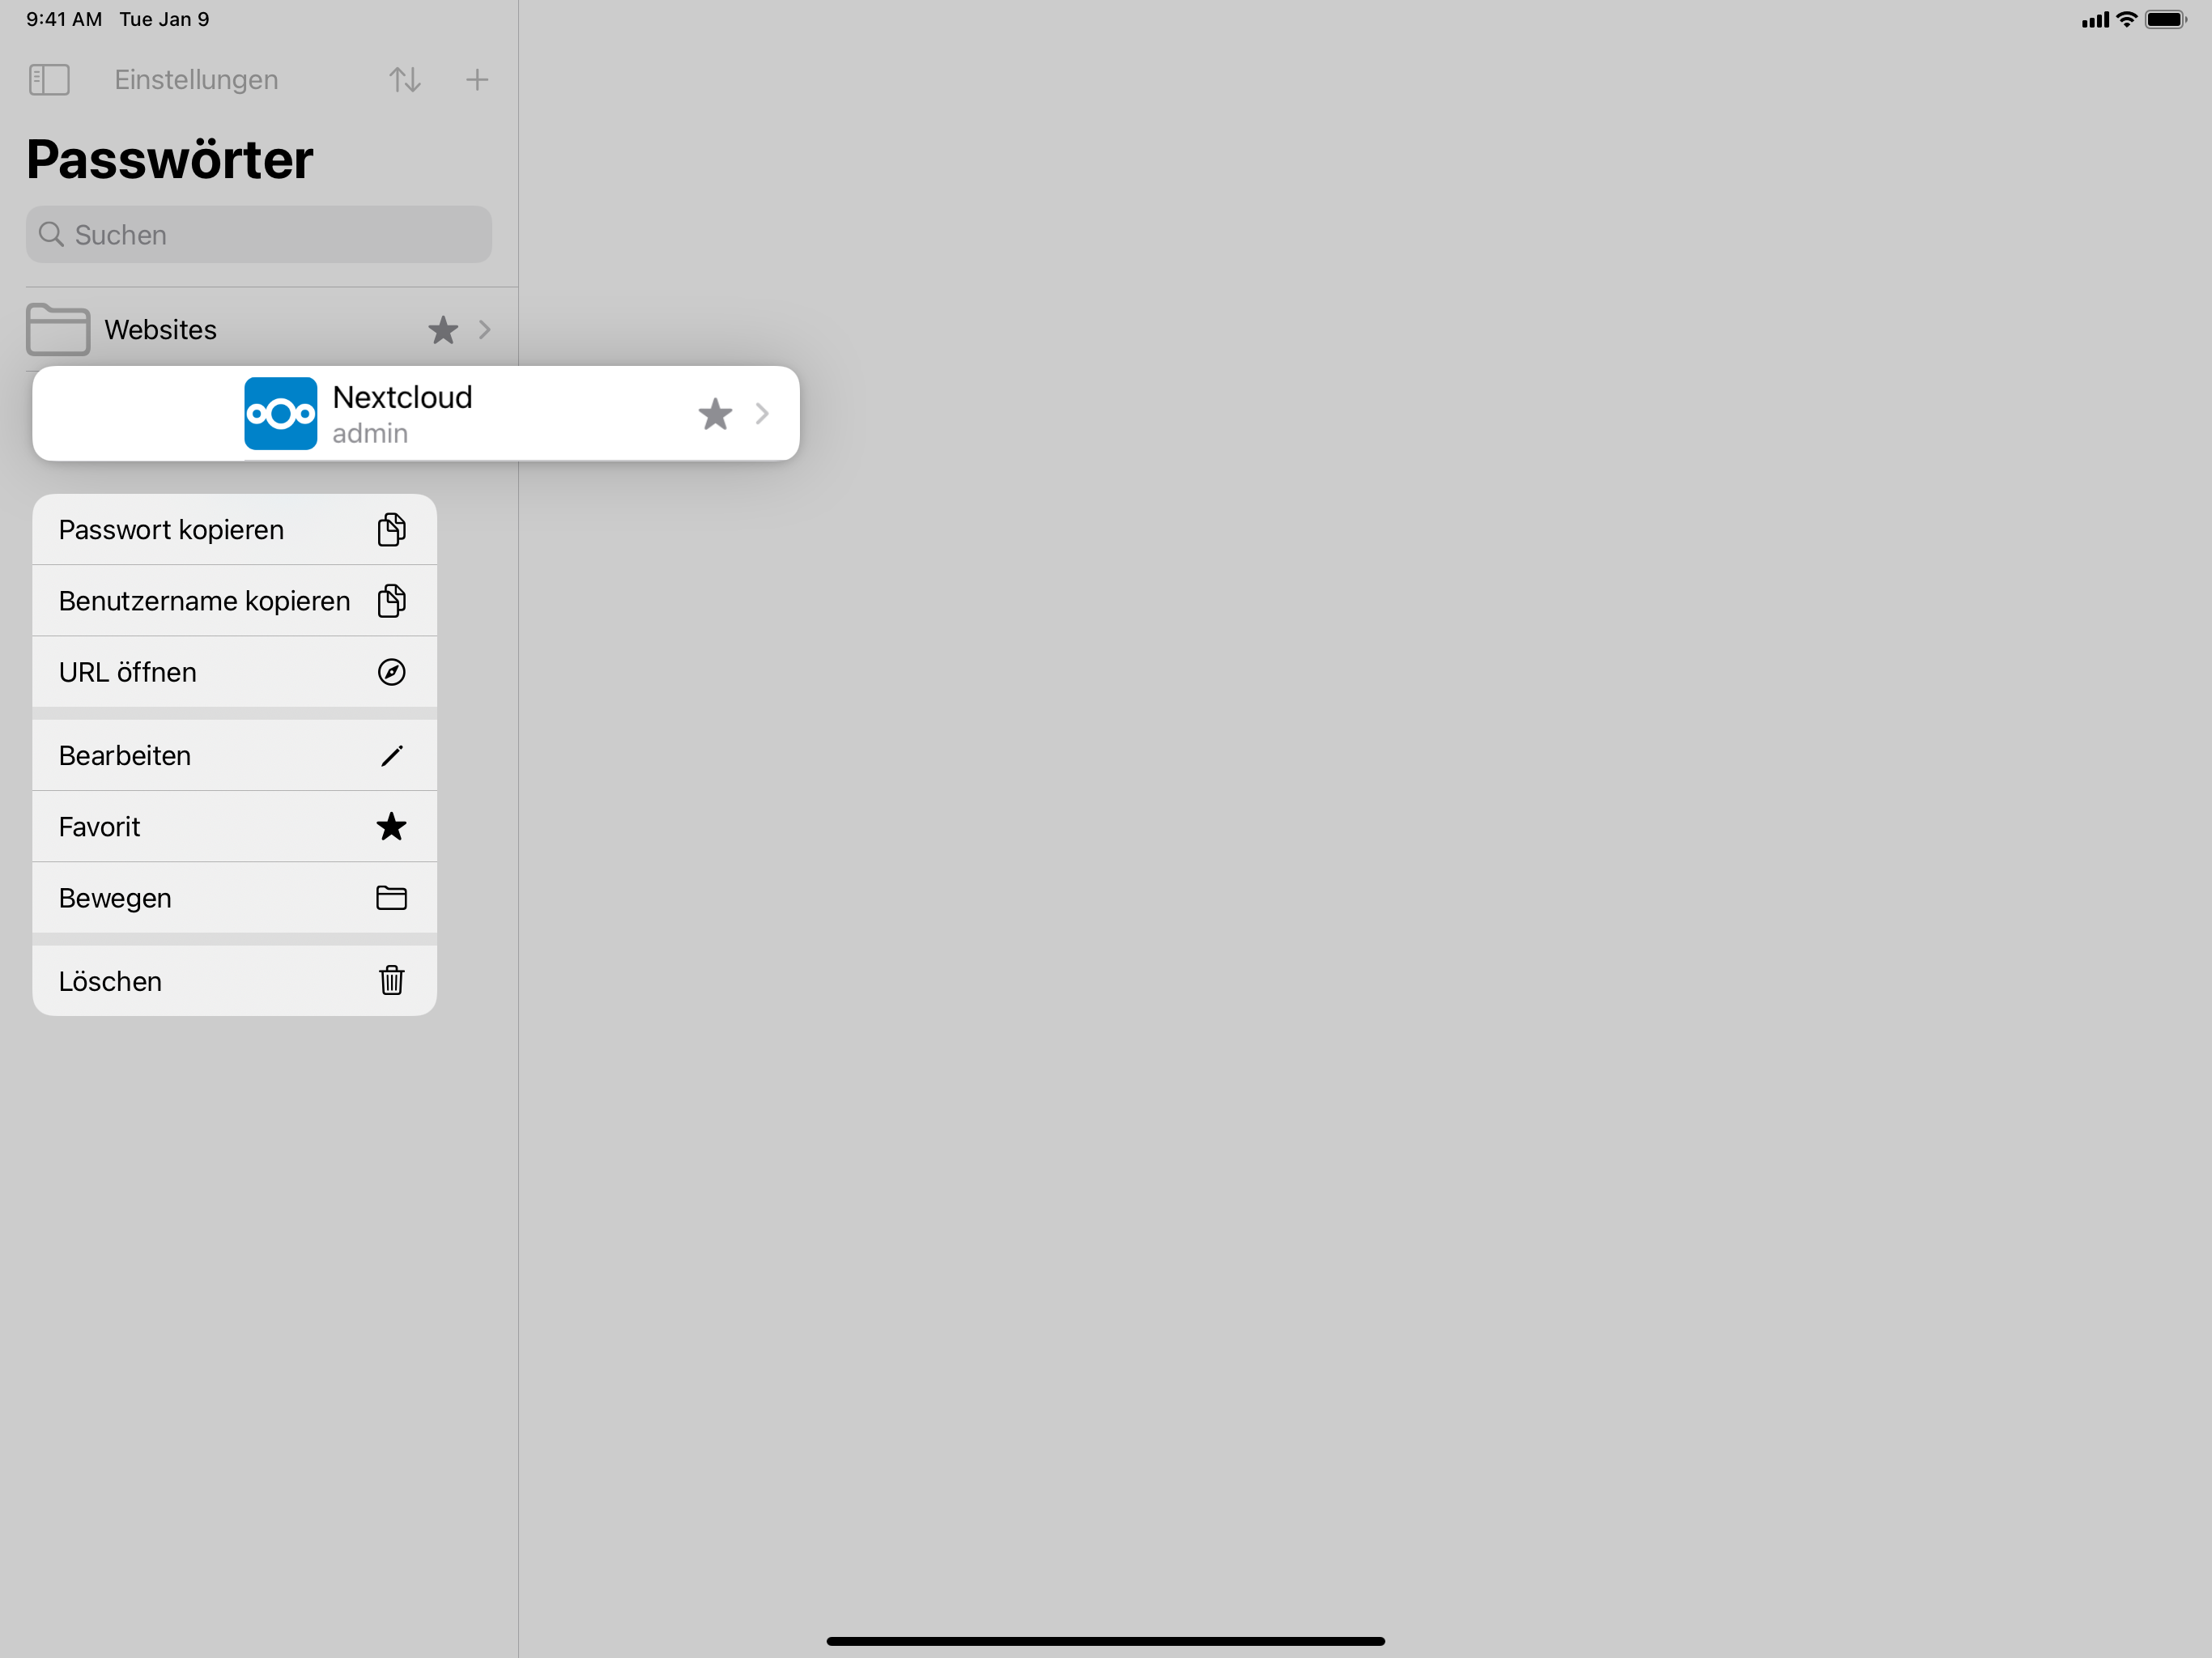 9:41 AM Tue Jan 9
Einstellungen
Passwörter
Suchen
Websites
Nextcloud
admin
Passwort kopieren
Benutzername kopieren
URL öffnen
Bearbeiten
Favorit
Bewegen
Löschen